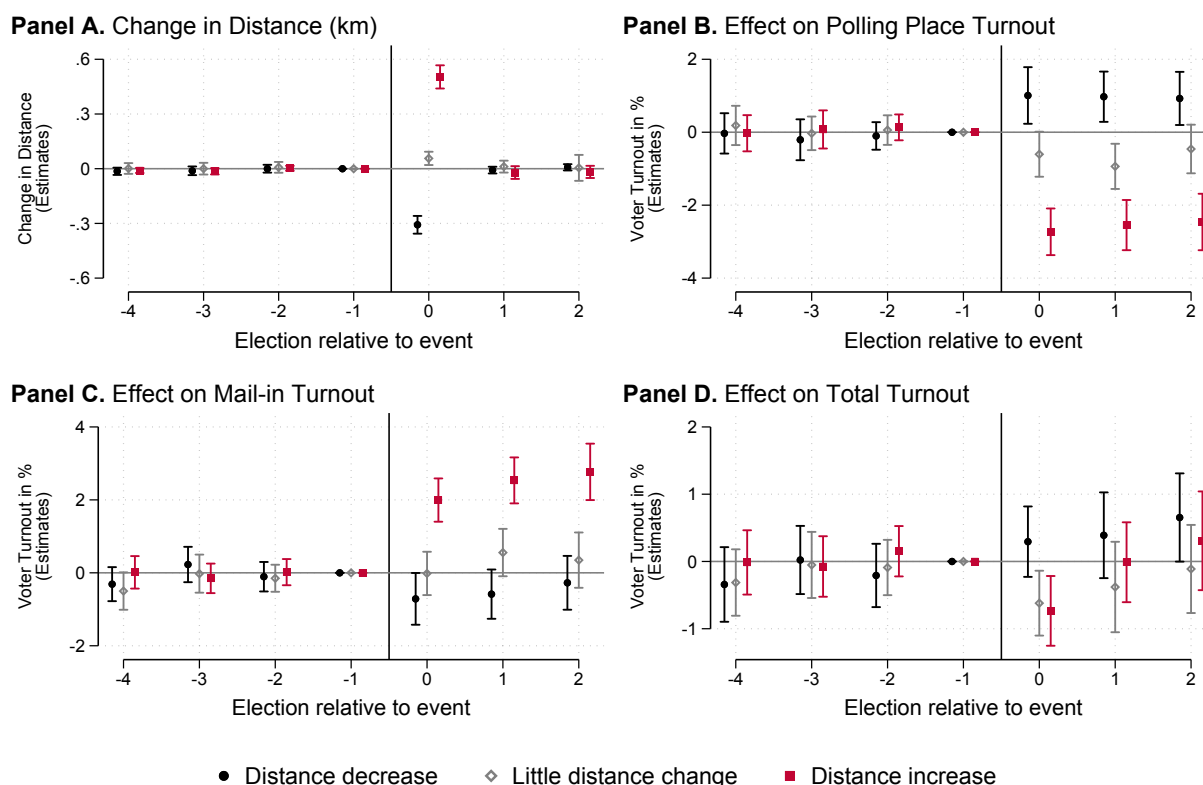 Panel A. Change in Distance (km)
Change in Distance
(Estimates)
.6
.3
0
-.3
-.6
-4 -3 -2 -1 0 1 2
Election relative to event
Panel B. Effect on Polling Place Turnout
Voter Turnout in %
(Estimates)
2
0
-2
-4
-4 -3 -2 -1 0 1 2
Election relative to event
Panel C. Effect on Mail-in Turnout
Voter Turnout in %
(Estimates)
4
2
0
-2
-4 -3 -2 -1 0 1 2
Election relative to event
Panel D. Effect on Total Turnout
Voter Turnout in %
(Estimates)
2
1
0
-1
-4 -3 -2 -1 0 1 2
Election relative to event
Distance decrease Little distance change Distance increase